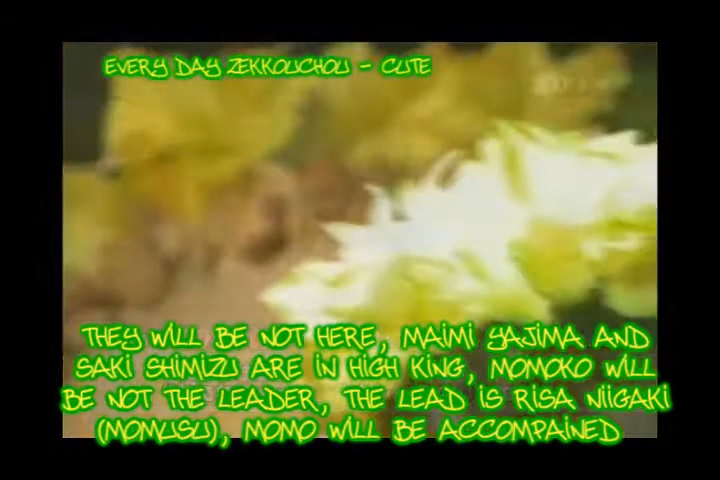 EVERY DAY ZEKKOUCHOU - CUTE
THEY WILL BE NOT HERE, MAIMI YAJIMA AND
SAKI SHIMIZU ARE IN HIGH KING, MOMOKO WILL
BE NOT THE LEADER, THE LEAD IS RISA NIIGAKI
(MOMUSU), MOMO WILL BE ACCOMPAINED